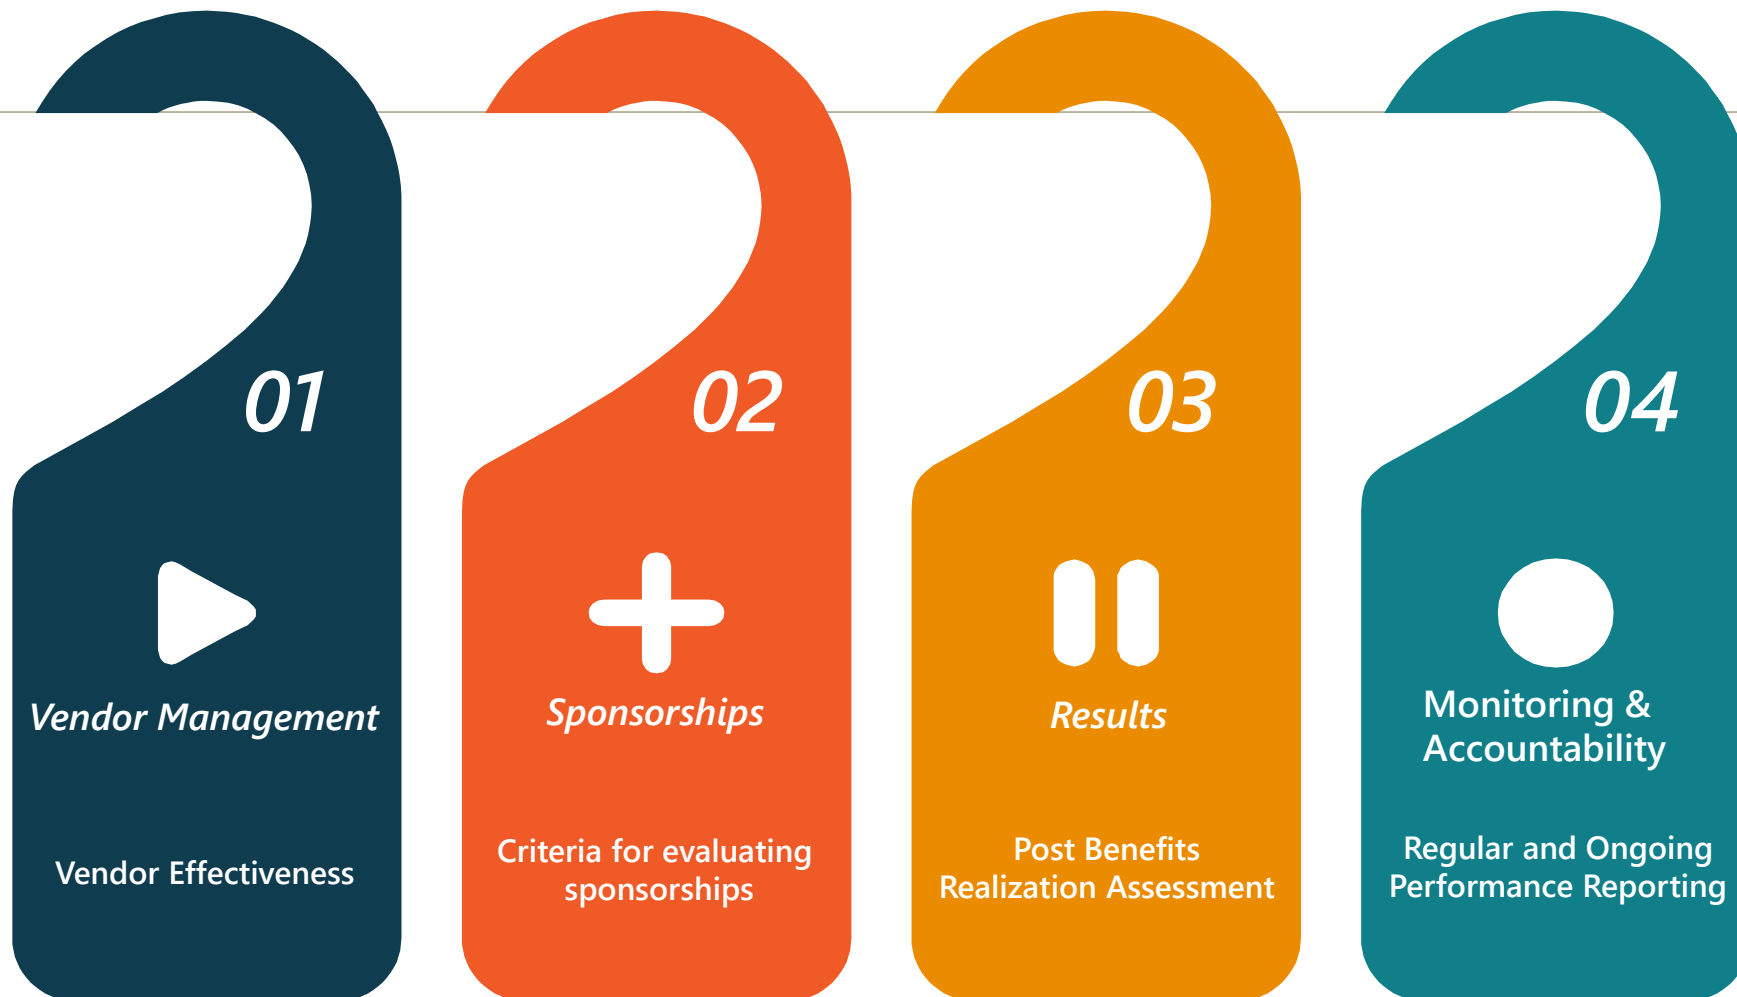 01
Vendor Management
Vendor Effectiveness
02
Sponsorships
Criteria for evaluating
sponsorships
03
Results
Post Benefits
Realization Assessment
04
Monitoring &
Accountability
Regular and Ongoing
Performance Reporting